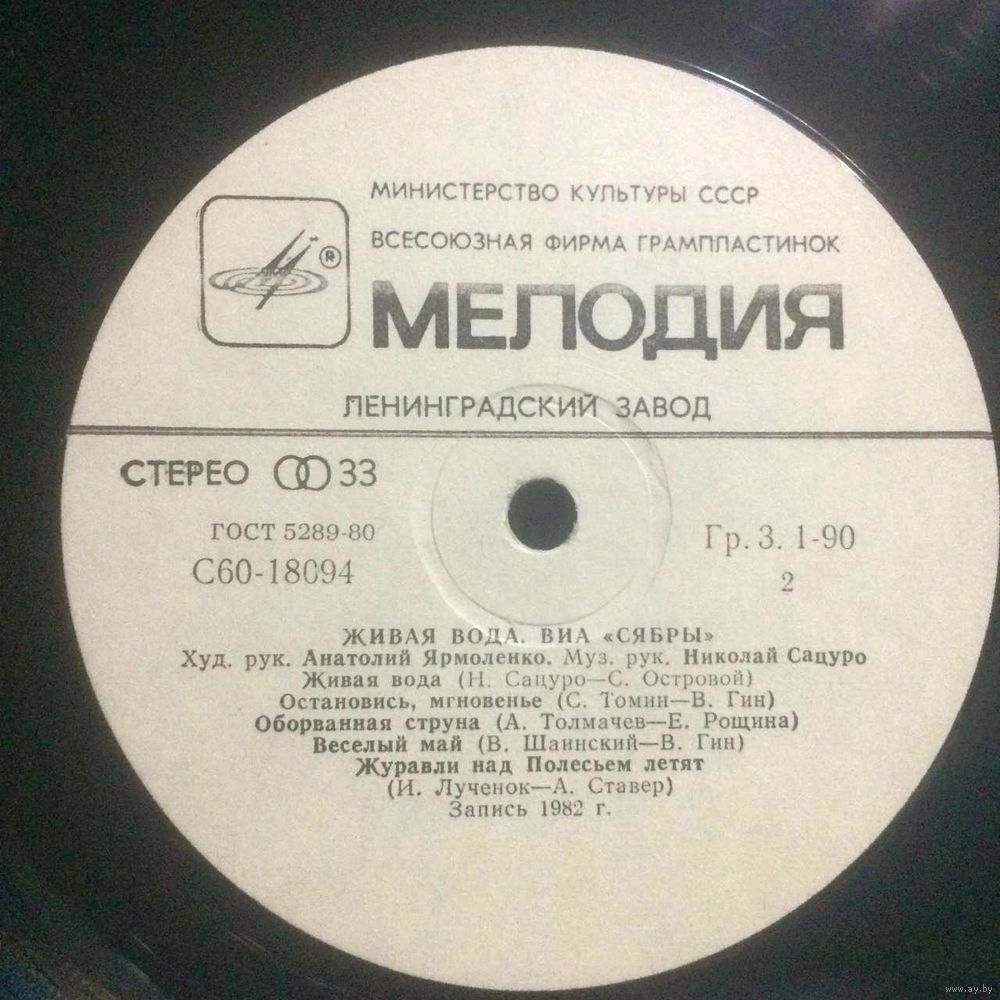 МИНИСТЕРСТВО КУЛЬТУРЫ СССР
ВСЕСОЮЗНАЯ ФИРМА ГРАМПЛАСТИНОК
®
МЕЛОДИЯ
ЛЕНИНГРАДСКИЙ ЗАВОД
СТЕРЕО 33
ГОСТ 5289-80
Гр. 3. 1-90
С60-18094
2
ЖИВАЯ ВОДА. ВИА «СЯБРЫ»
Худ. рук. Анатолий Ярмоленко. Муз. рук. Николай Сацуро
Живая вода (Н. Сацуро—С. Островой)
Остановись, мгновенье (С. Томин—В. Гин)
Оборванная струна (А. Толмачев—Е. Рощина)
Веселый май (В. Шаинский—В. Гин)
Журавли над Полесьем летят
(И. Лученок—А. Ставер)
Запись 1982 г.
www.ay.by